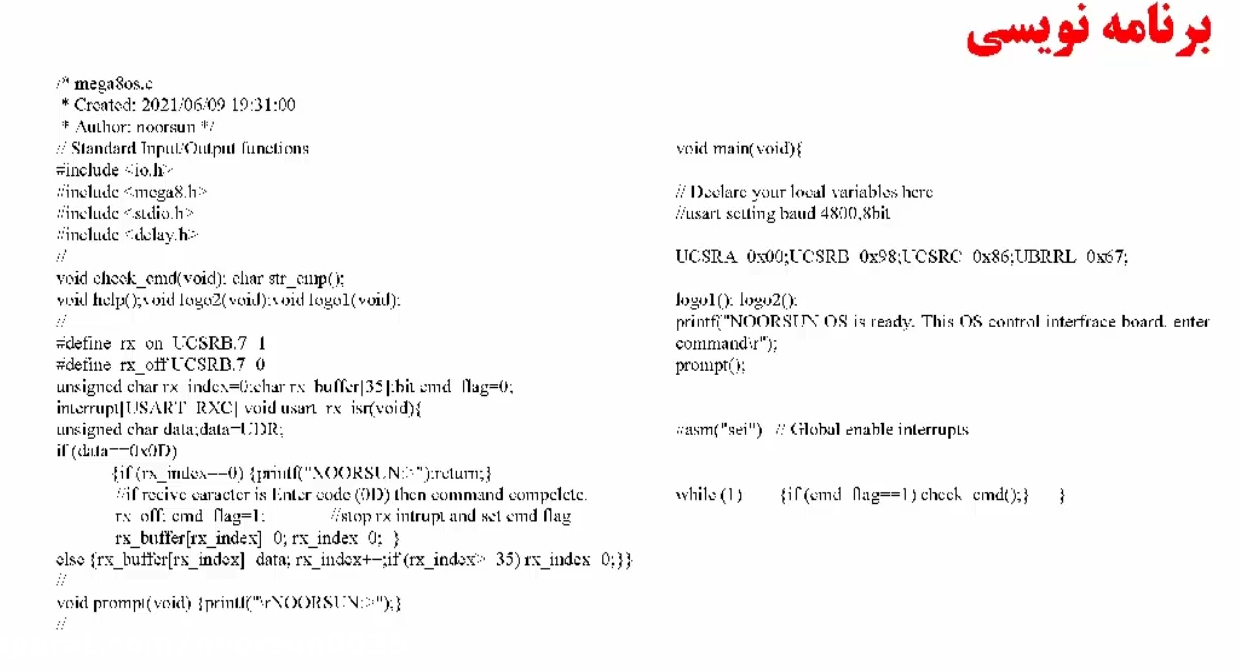 برنامه نویسی
/* mega8os.c
* Created: 2021/06/09 19:31:00
* Author: noorsun */
// Standard Input/Output functions
#include <io.h>
#include <mega8.h>
#include <stdio.h>
#include <delay.h>
//
void check_cmd(void); char str_cmp();
void help();void logo2(void);void logo1(void);
//
#define rx_on UCSRB.7=1
#define rx_off UCSRB.7=0
unsigned char rx_index=0;char rx_buffer[35];bit cmd_flag=0;
interrupt[USART_RXC] void usart_rx_isr(void){
unsigned char data;data=UDR;
if (data==0x0D)
{if (rx_index==0) {printf("NOORSUN:>");return;}
//if recive caracter is Enter code (0D) then command compelete.
rx_off; cmd_flag=1; //stop rx intrupt and set cmd flag
rx_buffer[rx_index]=0; rx_index=0; }
else {rx_buffer[rx_index]=data; rx_index++;if (rx_index>=35) rx_index=0;}}
//
void prompt(void) {printf("\rNOORSUN:>");}
//
void main(void){
// Declare your local variables here
//usart setting baud 4800,8bit
UCSRA=0x00;UCSRB=0x98;UCSRC=0x86;UBRRL=0x67;
logo1(); logo2();
printf("NOORSUN OS is ready. This OS control interfrace board. enter
command\r");
prompt();
#asm("sei") // Global enable interrupts
while (1) {if (cmd_flag==1) check_cmd();} }